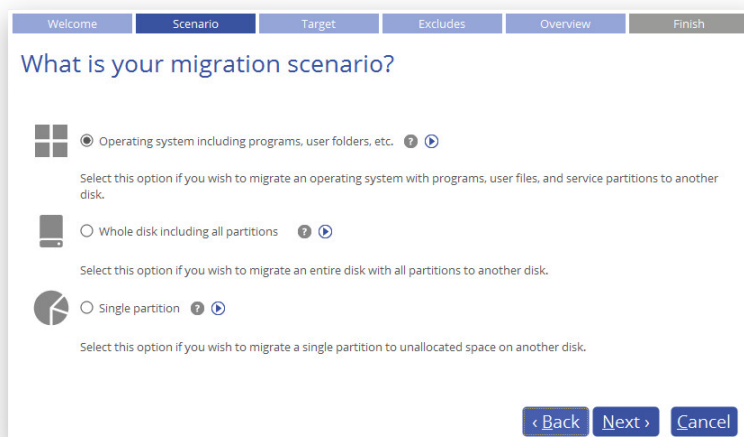 Welcome
Scenario
Target
Excludes
Overview
Finish
What is your migration scenario?
Operating system including programs, user folders, etc. ?
Select this option if you wish to migrate an operating system with programs, user files, and service partitions to another
disk.
Whole disk including all partitions ?
Select this option if you wish to migrate an entire disk with all partitions to another disk.
Single partition ?
Select this option if you wish to migrate a single partition to unallocated space on another disk.
‹ Back Next › Cancel